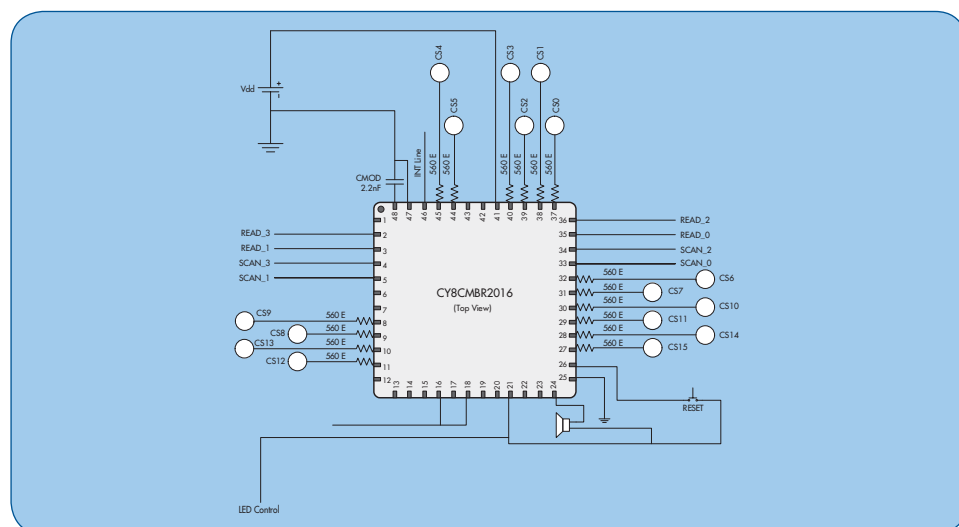 CS4
CS3
CS1
Vdd
+
-
CS5
CS2
CS0
INT Line
560 E
560 E
560 E
560 E
560 E
560 E
CMOD
2.2nF
48
47
46
45
44
43
42
41
40
39
38
37
1
2
3
4
5
6
7
8
9
10
11
12
36
35
34
33
32
31
30
29
28
27
26
25
READ_3
READ_1
SCAN_3
SCAN_1
READ_2
READ_0
SCAN_2
SCAN_0
CY8CMBR2016
(Top View)
560 E
CS6
560 E
CS7
560 E
CS10
560 E
CS11
560 E
CS14
560 E
CS15
CS9
560 E
CS8
560 E
CS13
560 E
CS12
560 E
13
14
15
16
17
18
19
20
21
22
23
24
RESET
LED Control